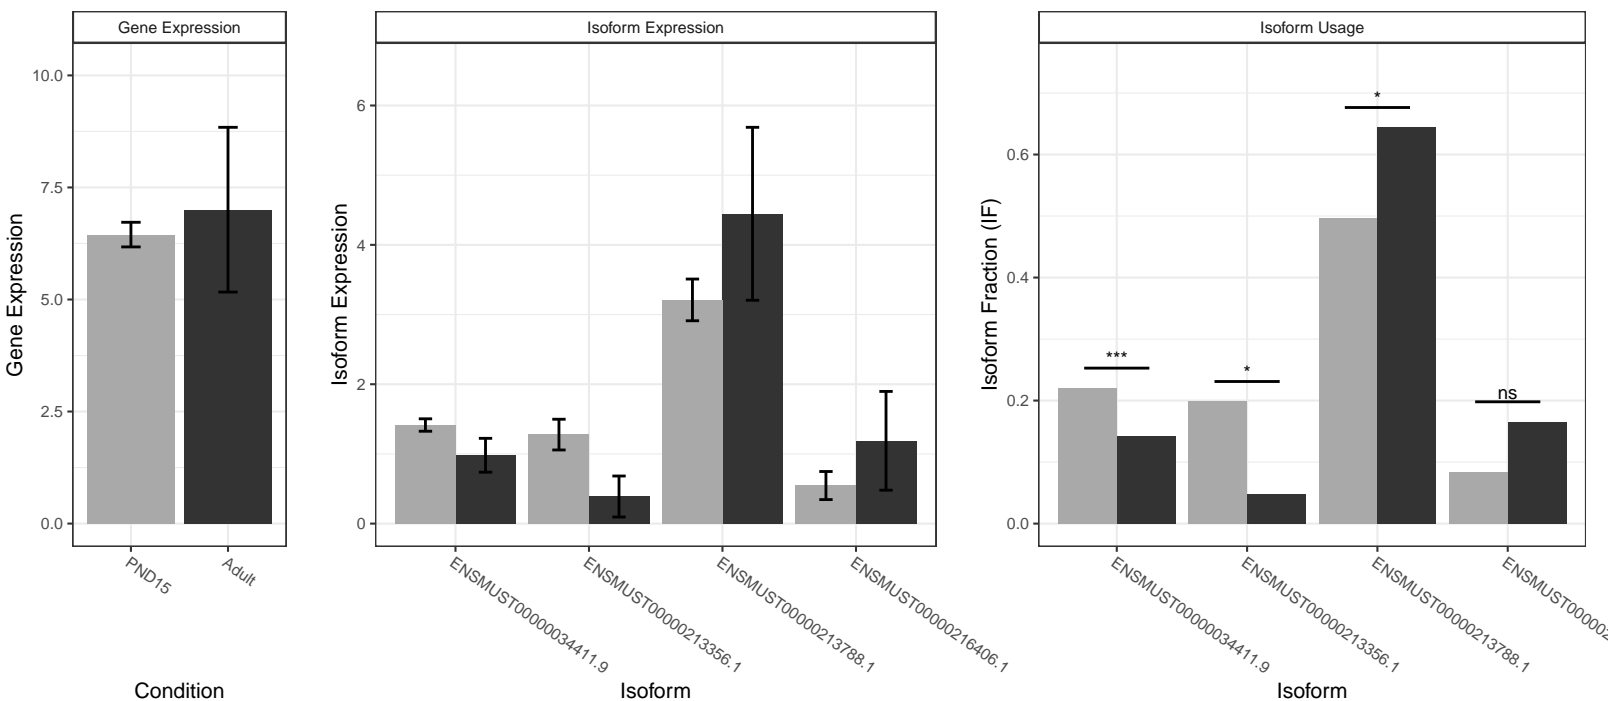 Gene Expression
Isoform Expression
Isoform Usage
Gene Expression
10.0
7.5
5.0
2.5
0.0
PND15
Adult
Condition
Isoform Expression
6
4
2
0
ENSMUST00000034411.9
ENSMUST00000213356.1
ENSMUST00000213788.1
ENSMUST00000216406.1
Isoform
Isoform Fraction (IF)
0.6
0.4
0.2
0.0
***
*
*
ns
ENSMUST00000034411.9
ENSMUST00000213356.1
ENSMUST00000213788.1
Isoform